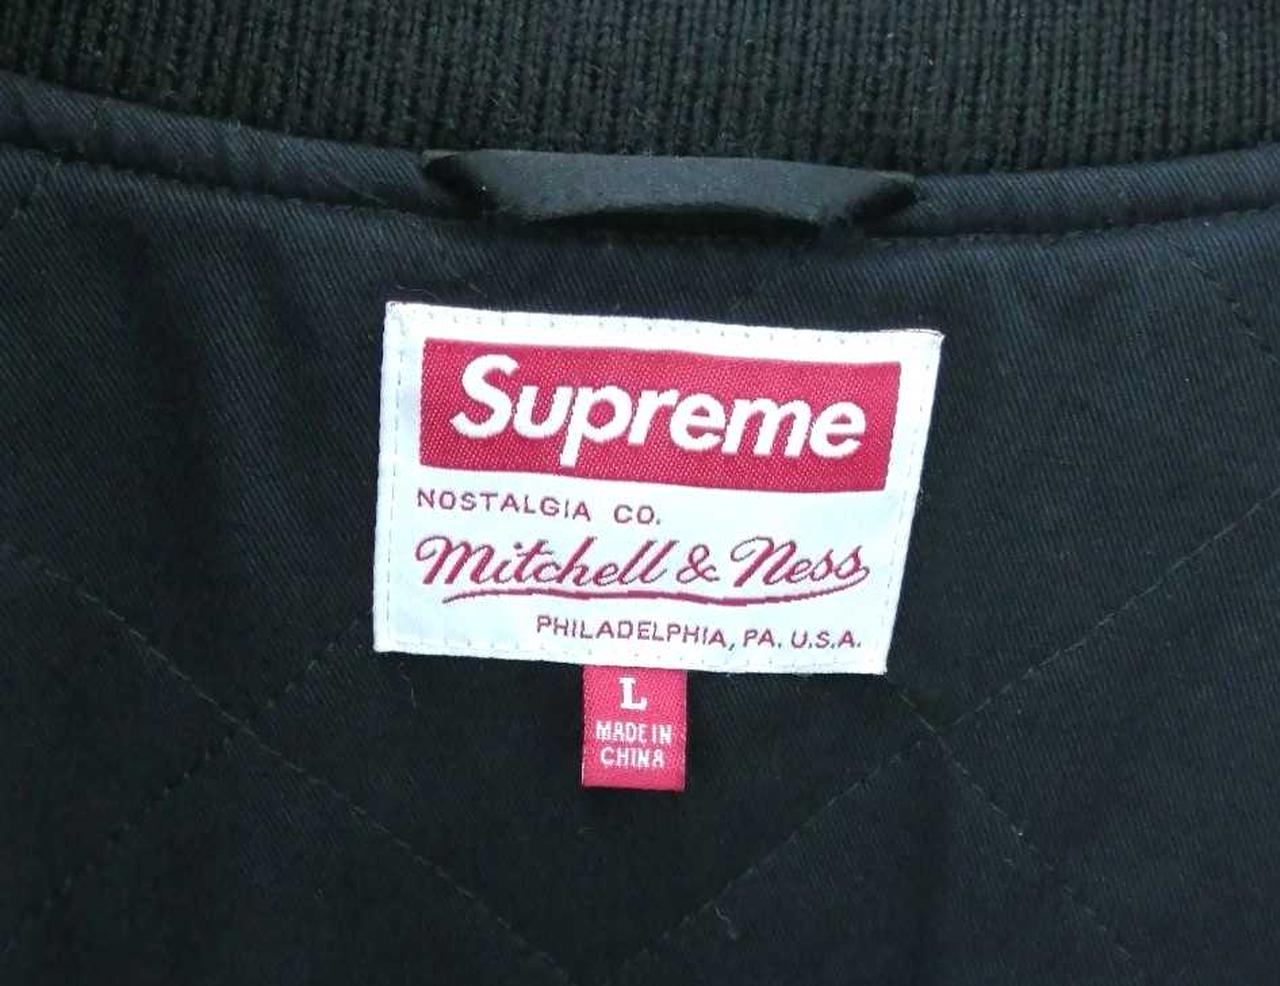 Supreme
NOSTALGIA CO.
Mitchell & Ness
PHILADELPHIA, PA. U.S.A.
L
MADE IN
CHINA